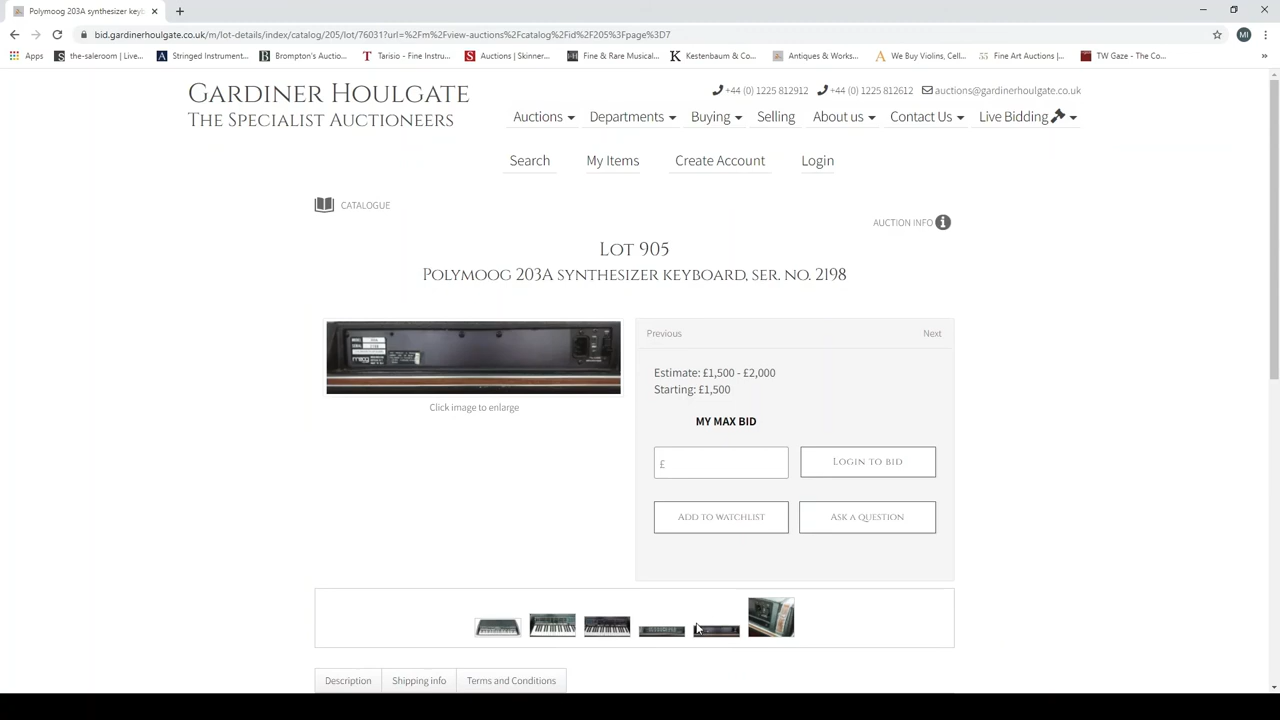 Polymoog 203A synthesizer key
bid.gardinerhoulgate.co.uk/m/lot-details/index/catalog/205/lot/76031?url=%2Fm%2Fview-auctions%2Fcatalog%2Fid%2F205%3Fpage%3D7
MI
Apps
the-saleroom | Live...
Stringed Instrument...
Brompton's Auction...
Tarisio - Fine Instru...
Auctions | Skinner...
Fine & Rare Musical...
Kestenbaum & Co...
Antiques & Works...
We Buy Violins, Cell...
Fine Art Auctions |...
TW Gaze - The Co...
»
Gardiner Houlgate
The Specialist Auctioneers
+44 (0) 1225 812912
+44 (0) 1225 812612
auctions@gardinerhoulgate.co.uk
Auctions
Departments
Buying
Selling
About us
Contact Us
Live Bidding
Search
My Items
Create Account
Login
CATALOGUE
AUCTION INFO
Lot 905
Polymoog 203A synthesizer keyboard, ser. no. 2198
Click image to enlarge
Previous
Next
Estimate: £1,500 - £2,000
Starting: £1,500
MY MAX BID
£
Login to bid
Add to watchlist
Ask a question
Description
Shipping info
Terms and Conditions